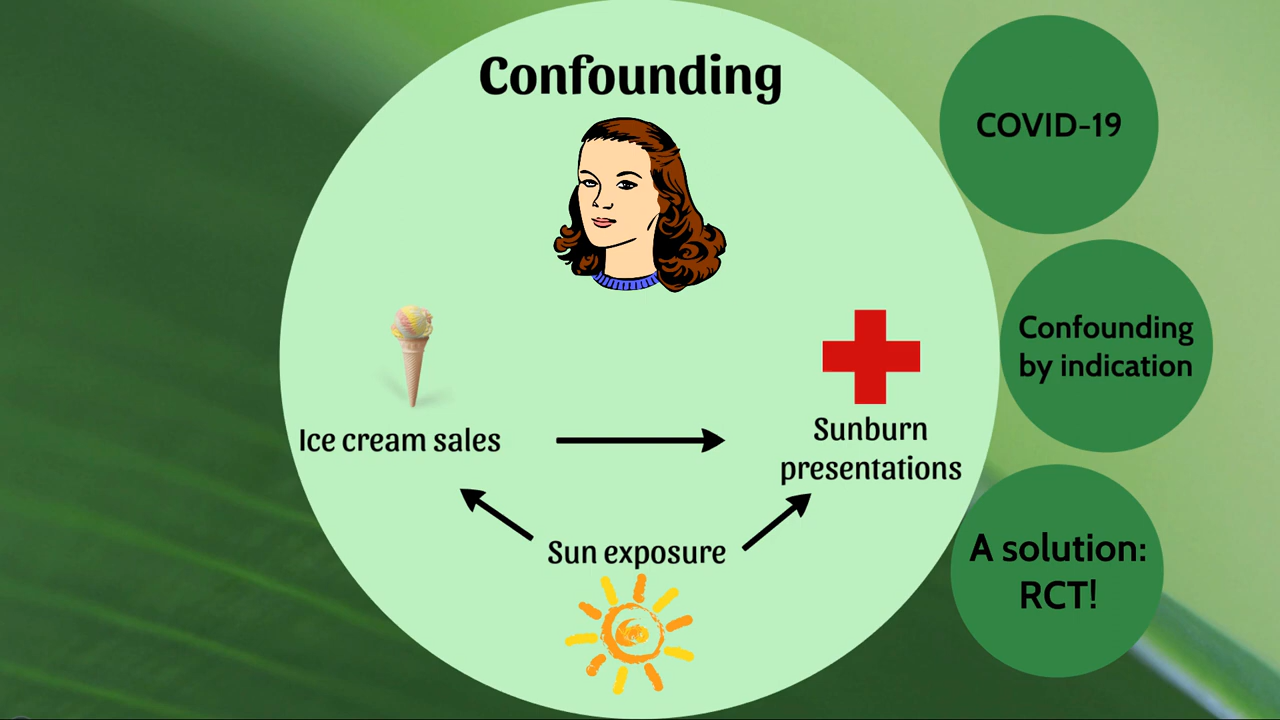 Confounding
Ice cream sales
Sunburn
presentations
Sun exposure
COVID-19
Confounding
by indication
A solution:
RCT!